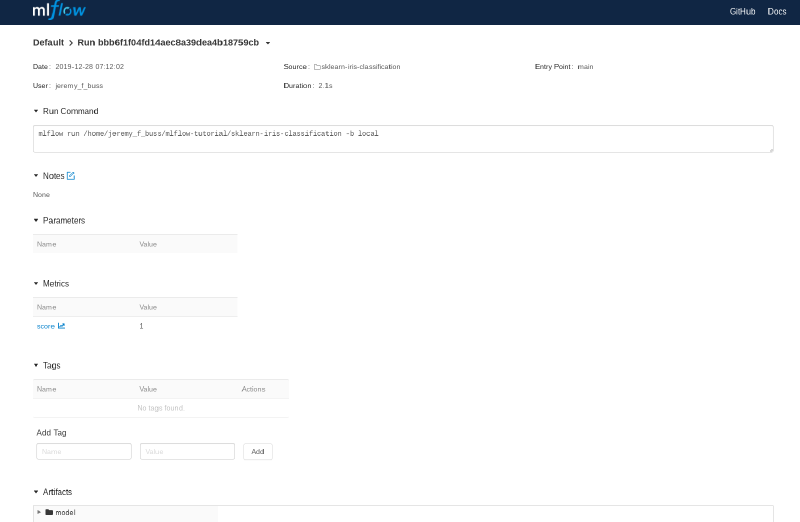 mlflow GitHub Docs
Default > Run bbb6f1f04fd14aec8a39dea4b18759cb
Date: 2019-12-28 07:12:02 Source: sklearn-iris-classification Entry Point: main
User: jeremy_f_buss Duration: 2.1s
Run Command
mlflow run /home/jeremy_f_buss/mlflow-tutorial/sklearn-iris-classification -b local
Notes
None
Parameters
Name Value
Metrics
Name Value
score 1
Tags
Name Value Actions
No tags found
Add Tag
Name Value Add
Artifacts
model